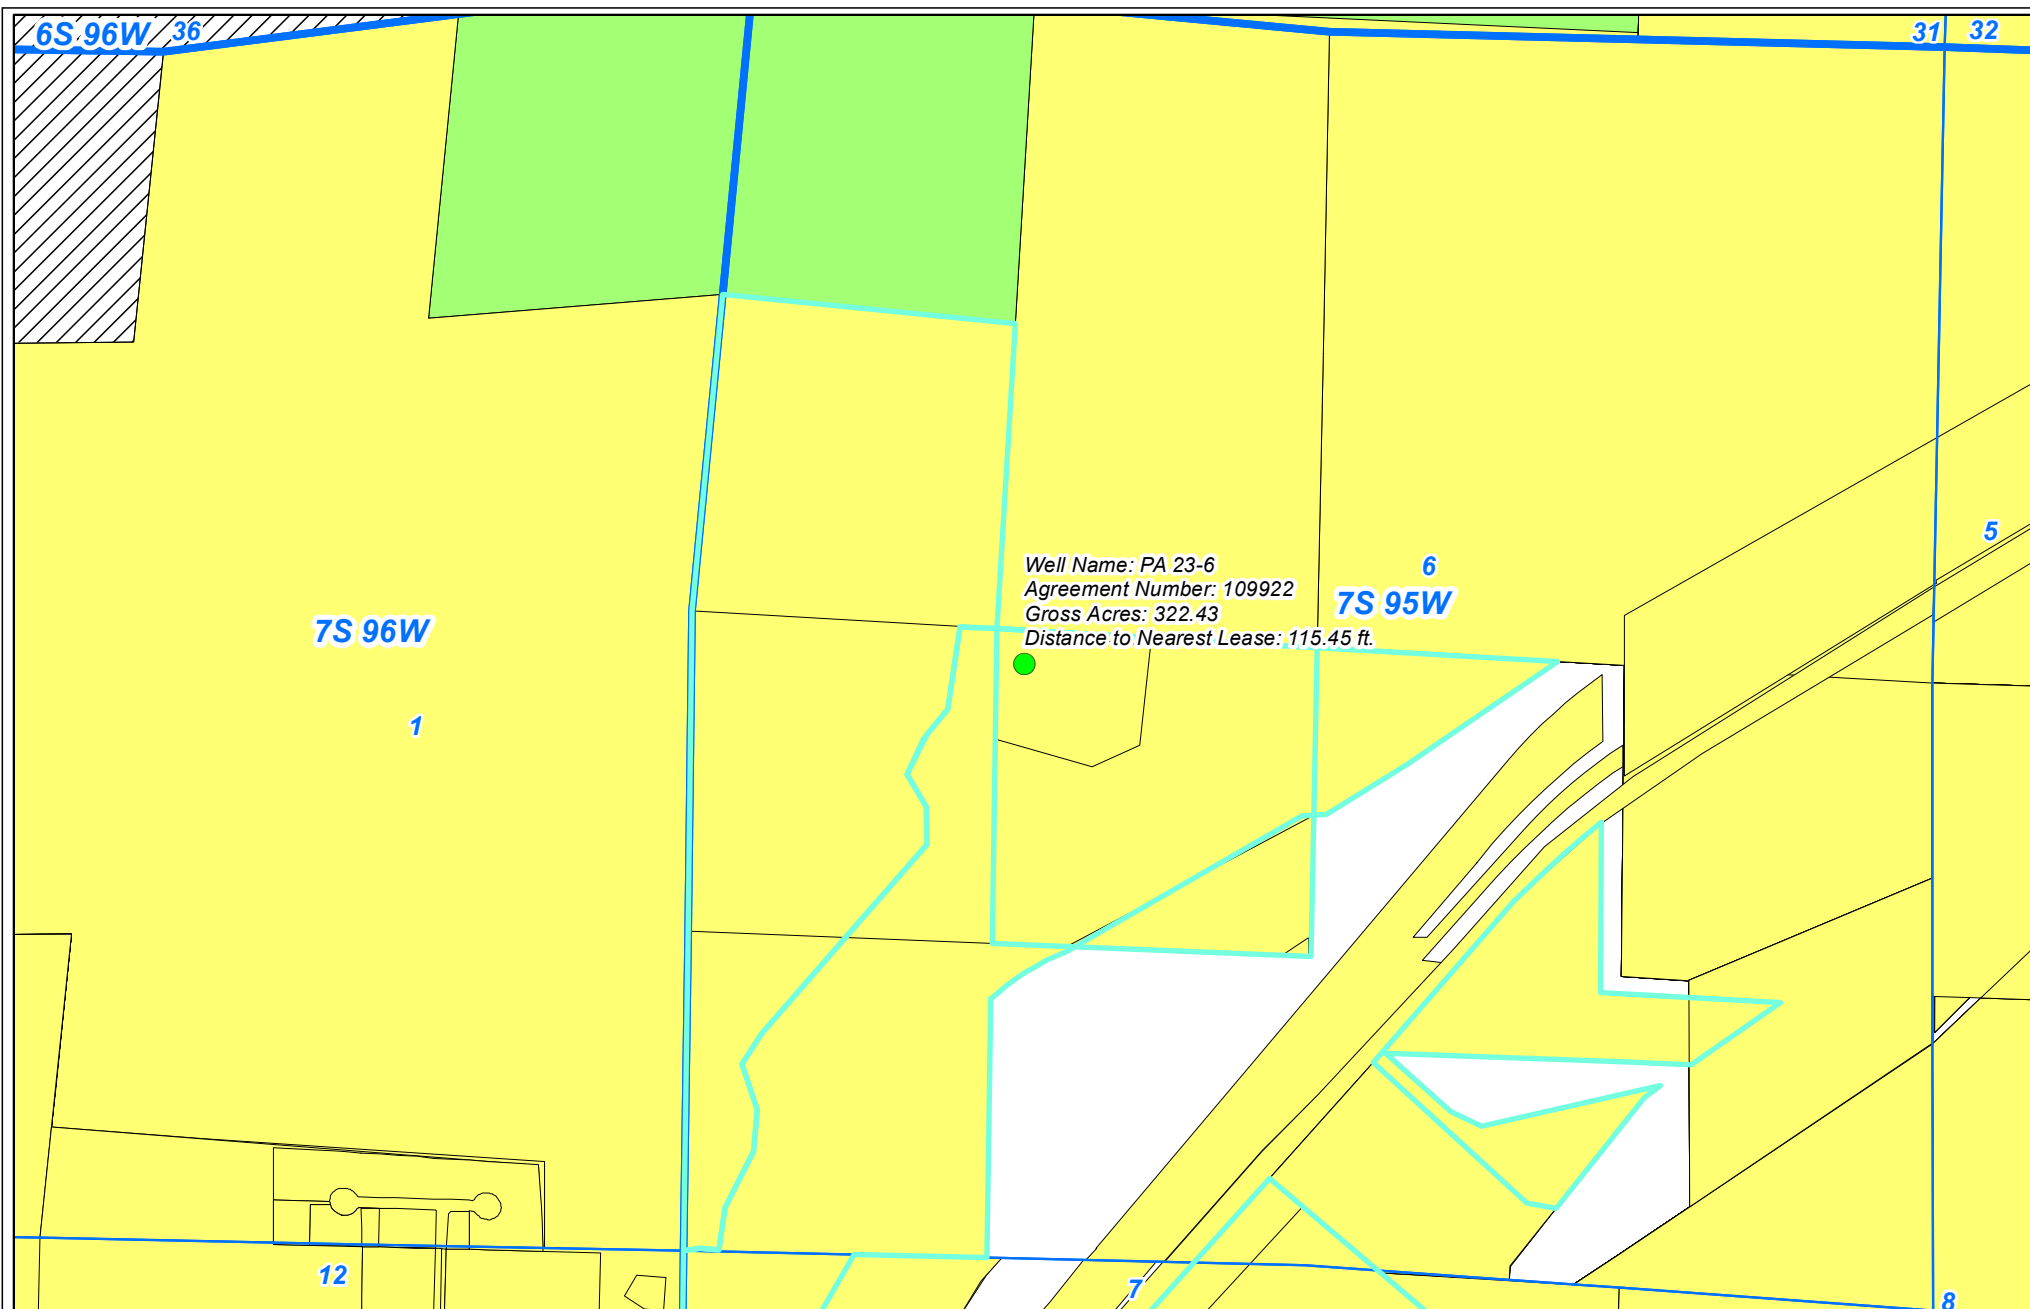 6S 96W 36
31 32
5
Well Name: PA 23-6
Agreement Number: 109922
Gross Acres: 322.43
Distance to Nearest Lease: 115.45 ft.
6
7S 95W
7S 96W
1
12
7
8